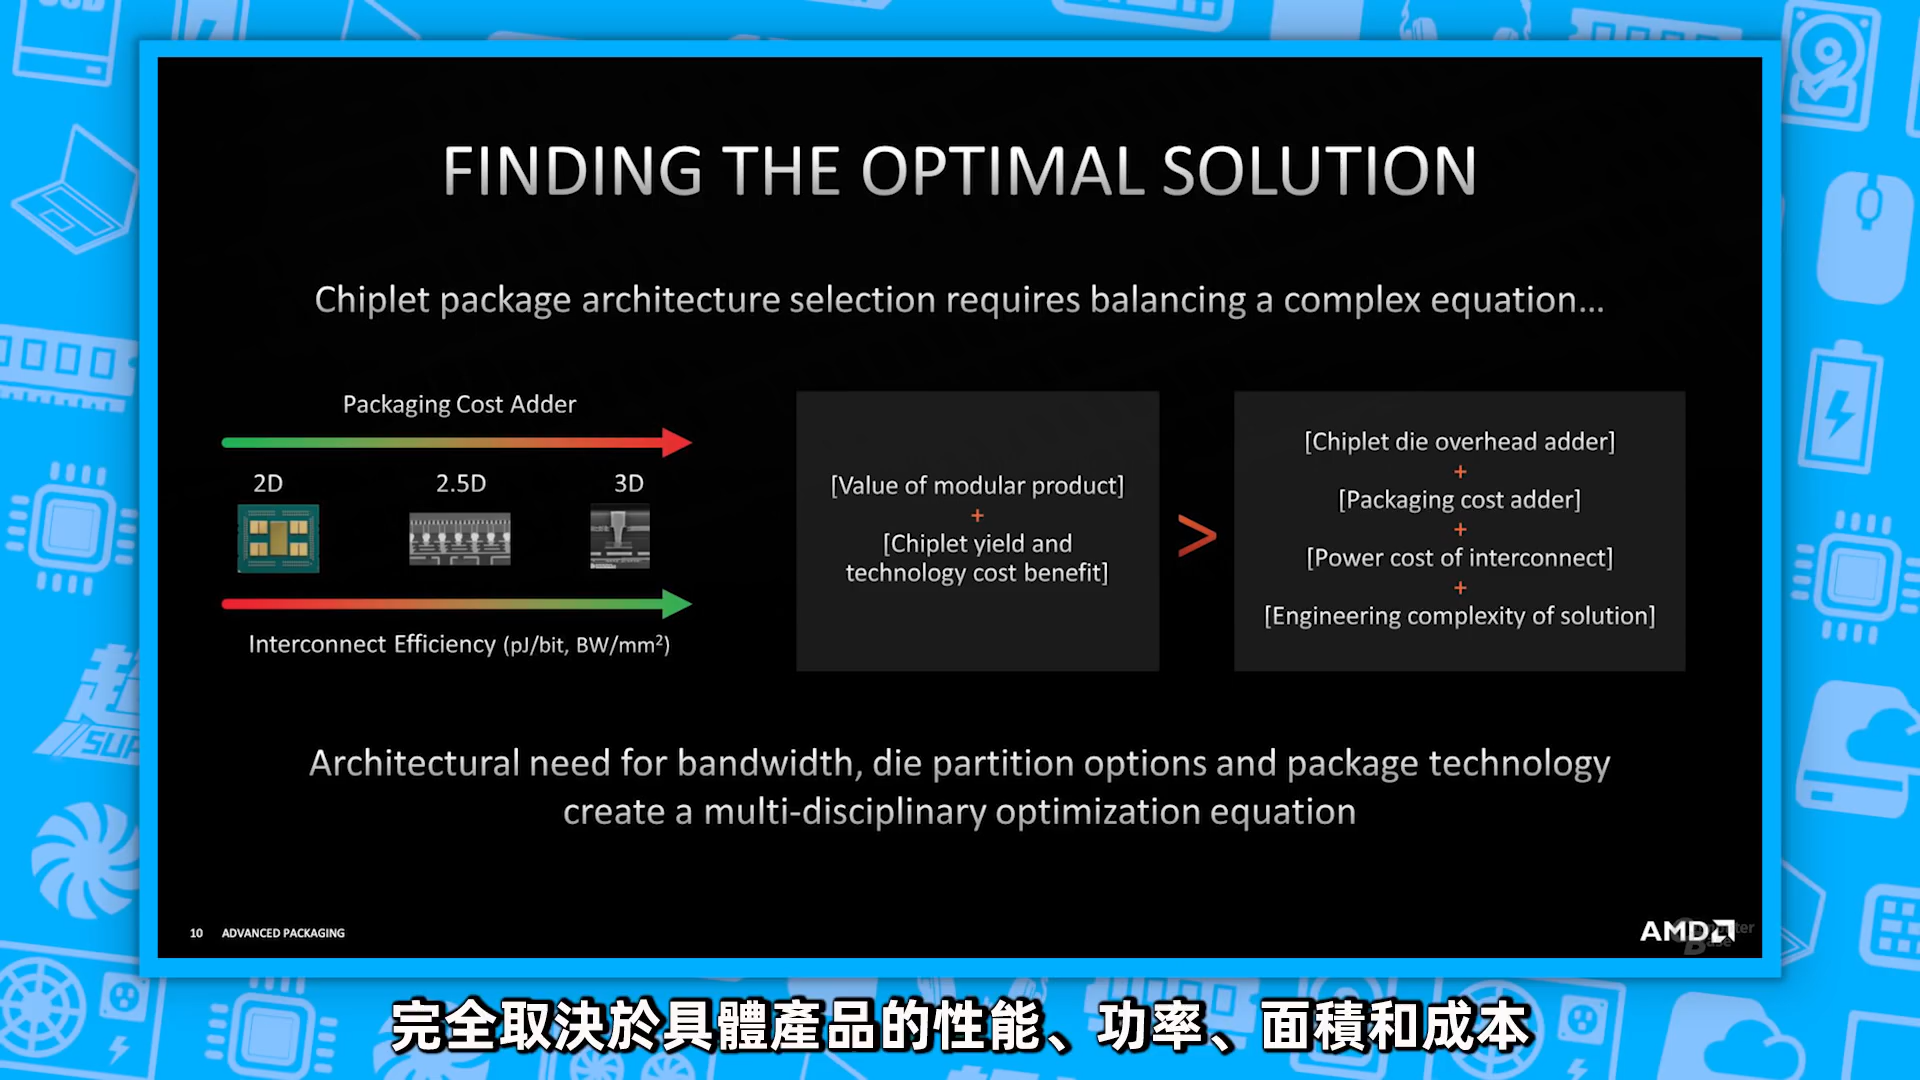 FINDING THE OPTIMAL SOLUTION
Chiplet package architecture selection requires balancing a complex equation...
Packaging Cost Adder
2D 2.5D 3D
Interconnect Efficiency (pJ/bit, BW/mm²)
[Value of modular product]
+
[Chiplet yield and
technology cost benefit]
>
[Chiplet die overhead adder]
+
[Packaging cost adder]
+
[Power cost of interconnect]
+
[Engineering complexity of solution]
Architectural need for bandwidth, die partition options and package technology
create a multi-disciplinary optimization equation
10 ADVANCED PACKAGING
AMD
完全取決於具體產品的性能、功率、面積和成本